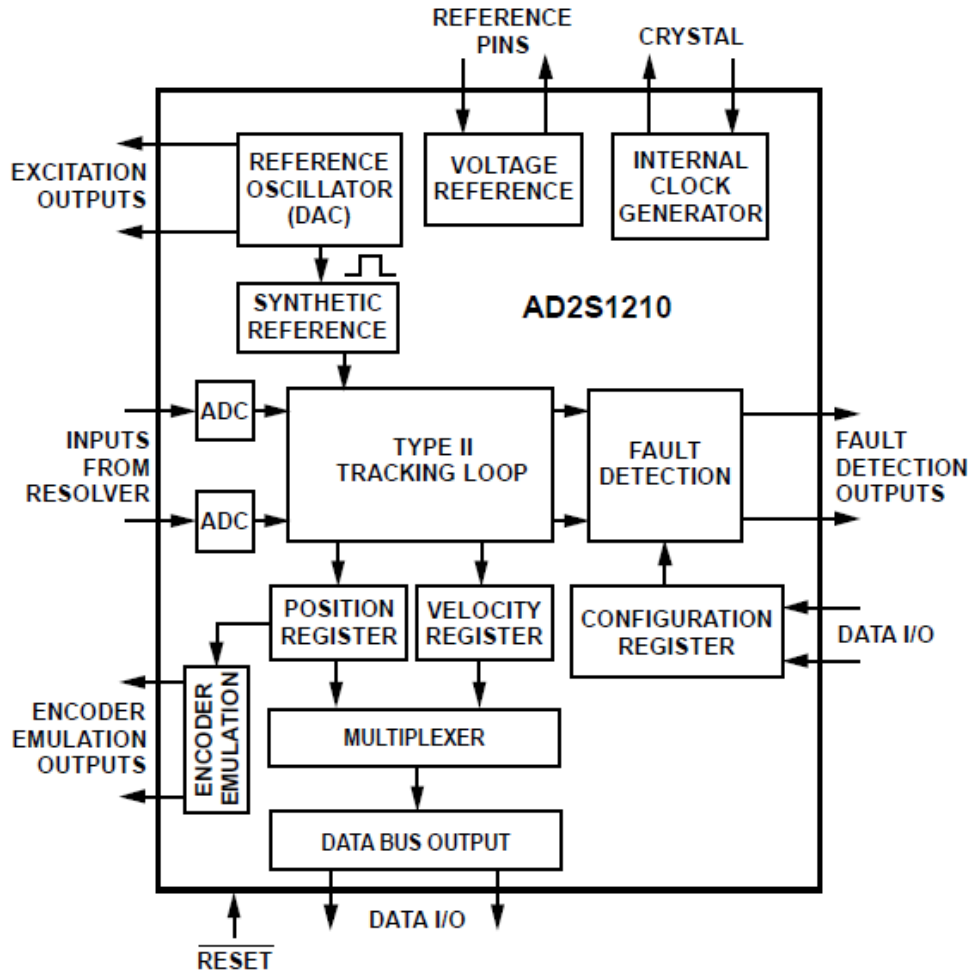 REFERENCE
PINS
CRYSTAL
EXCITATION
OUTPUTS
REFERENCE
OSCILLATOR
(DAC)
VOLTAGE
REFERENCE
INTERNAL
CLOCK
GENERATOR
SYNTHETIC
REFERENCE
AD2S1210
INPUTS
FROM
RESOLVER
ADC
ADC
TYPE II
TRACKING LOOP
FAULT
DETECTION
FAULT
DETECTION
OUTPUTS
POSITION
REGISTER
VELOCITY
REGISTER
CONFIGURATION
REGISTER
DATA I/O
ENCODER
EMULATION
OUTPUTS
ENCODER
EMULATION
MULTIPLEXER
DATA BUS OUTPUT
DATA I/O
RESET